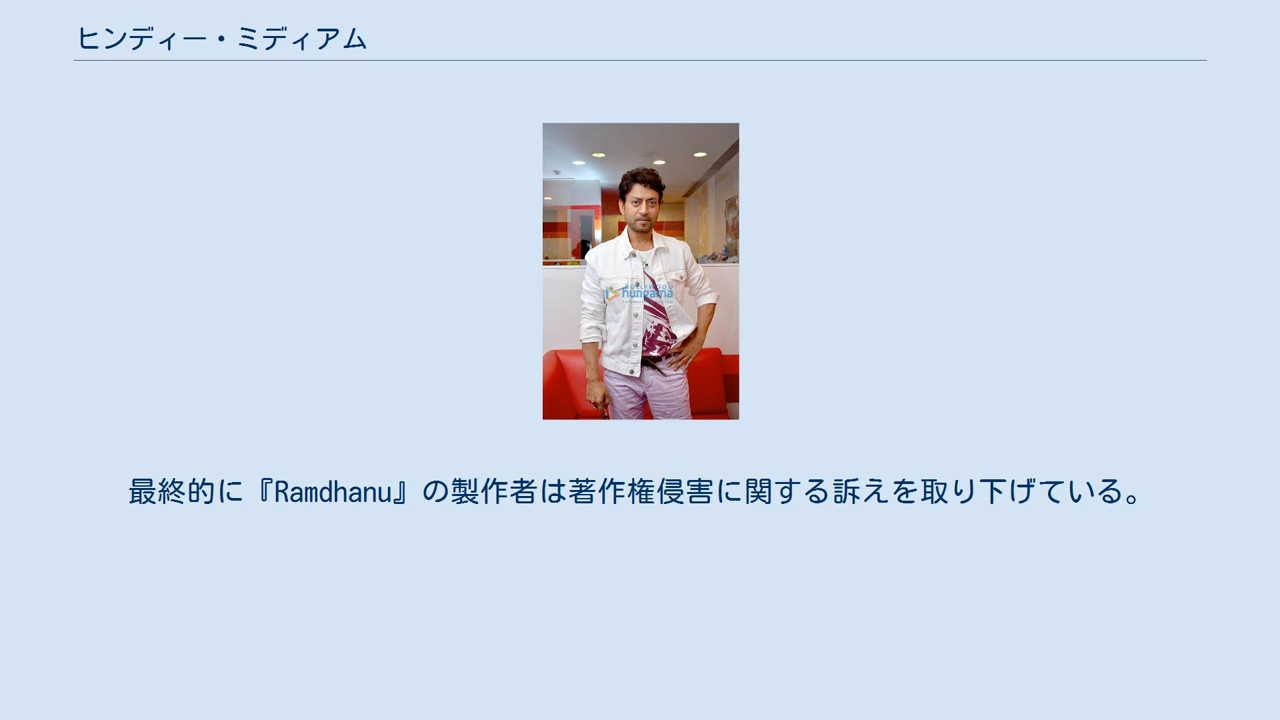 ヒンディー・ミディアム
hungama
最終的に『Ramdhanu』の製作者は著作権侵害に関する訴えを取り下げている。